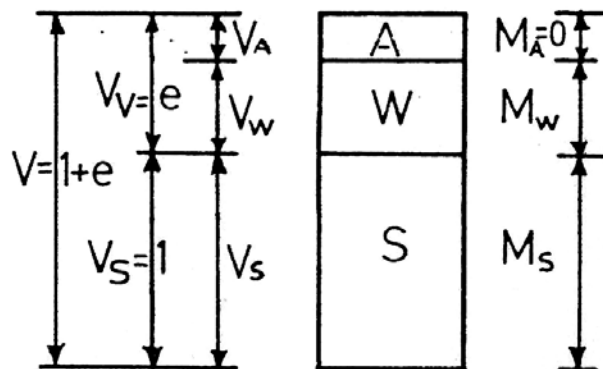 V_A A M_A=0
V_V=e V_W W M_W
V=1+e
V_S=1 V_S S M_S